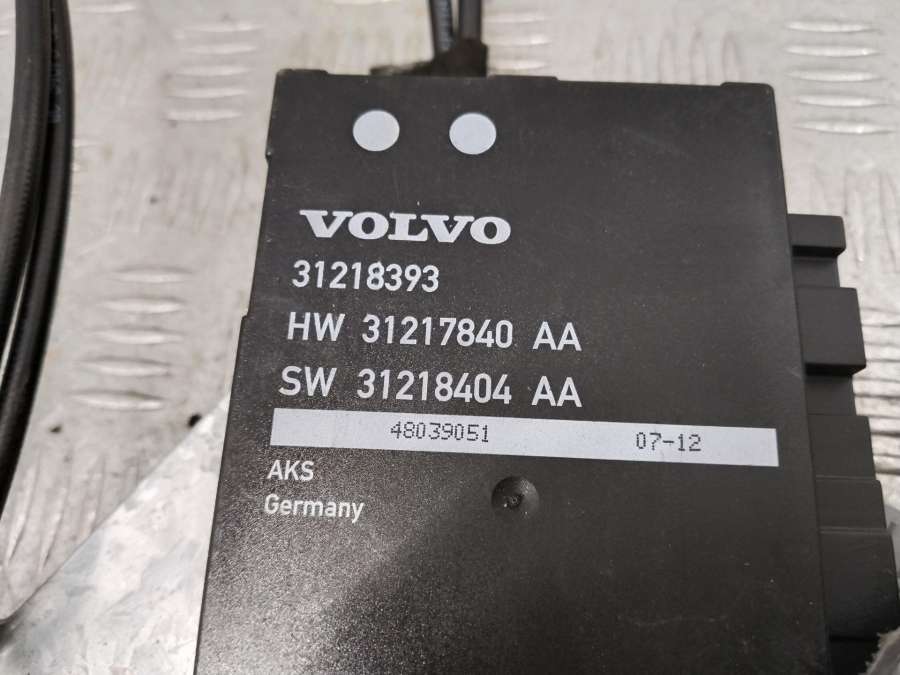 VOLVO
31218393
HW 31217840 AA
SW 31218404 AA
48039051 07-12
AKS
Germany